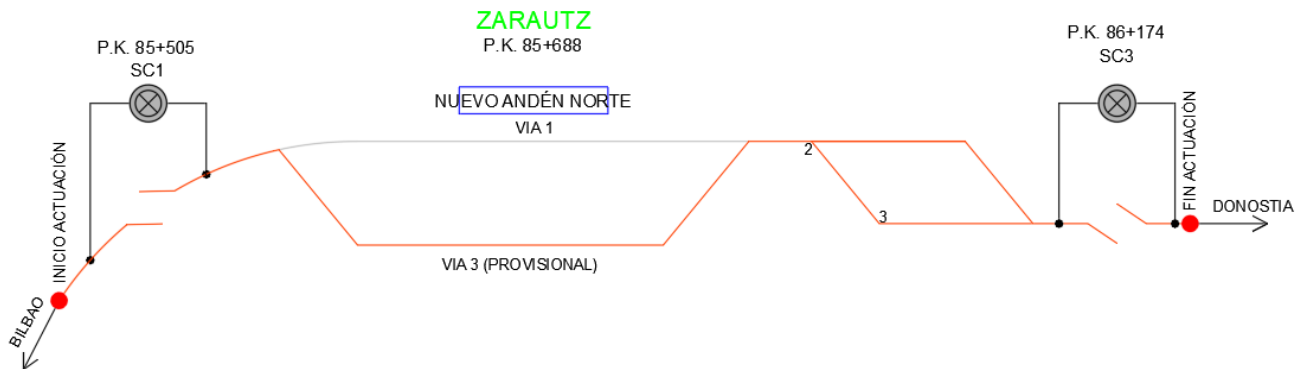 ZARAUTZ
P.K. 85+688
P.K. 85+505
SC1
P.K. 86+174
SC3
NUEVO ANDÉN NORTE
VIA 1
2
3
INICIO ACTUACIÓN
FIN ACTUACIÓN
DONOSTIA
VIA 3 (PROVISIONAL)
BILBAO